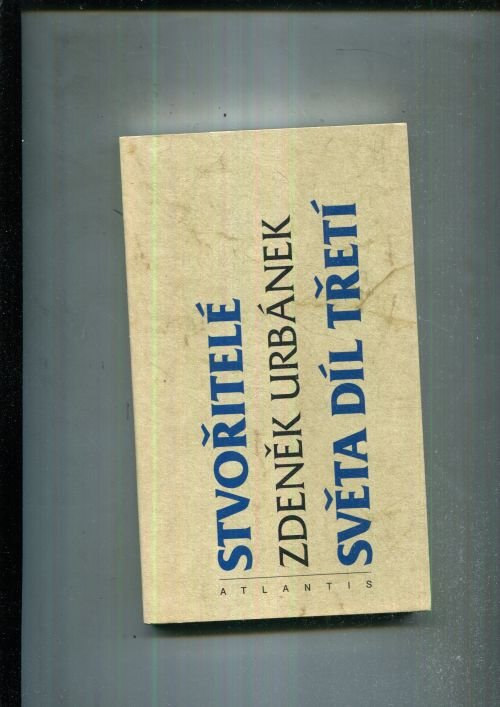 STVOŘITELÉ
ZDENĚK URBÁNEK
SVĚTA DÍL TŘETÍ
ATLANTIS